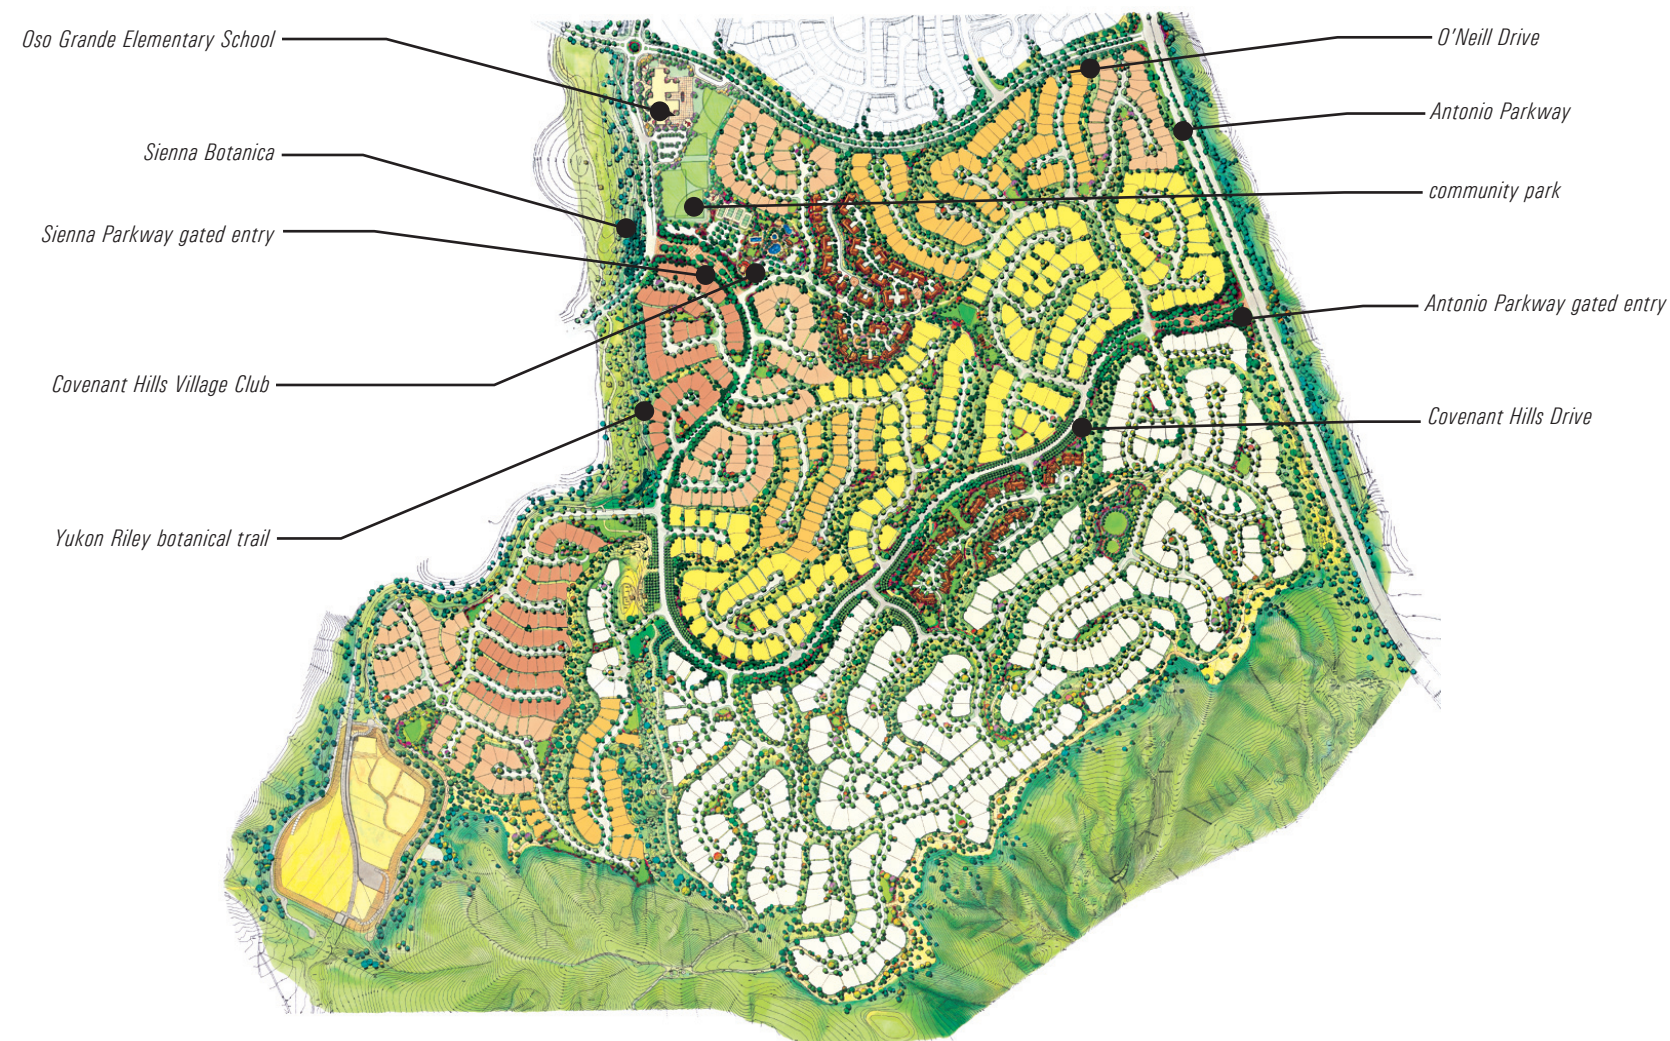 Oso Grande Elementary School
Sienna Botanica
Sienna Parkway gated entry
Covenant Hills Village Club
Yukon Riley botanical trail
O'Neill Drive
Antonio Parkway
community park
Antonio Parkway gated entry
Covenant Hills Drive